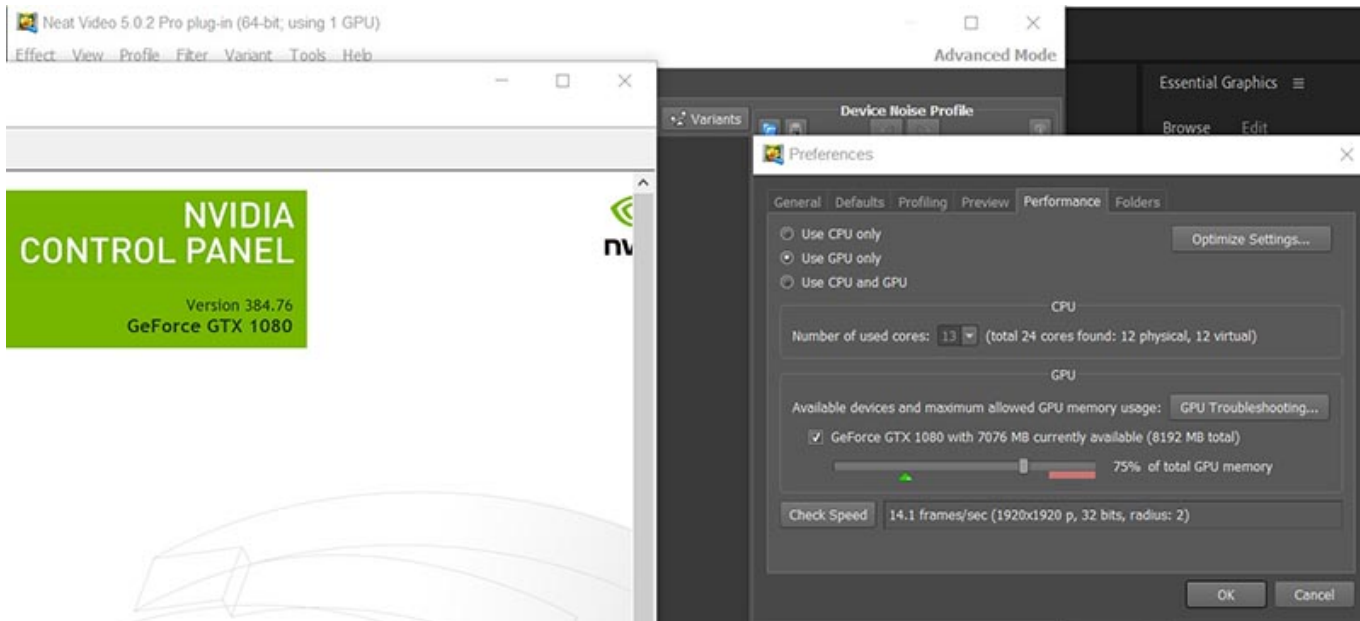 Neat Video 5.0.2 Pro plug-in (64-bit; using 1 GPU)
Effect View Profile Filter Variant Tools Help
Advanced Mode
Variants
Device Noise Profile
Essential Graphics
Browse Edit
NVIDIA
CONTROL PANEL
Version 384.76
GeForce GTX 1080
Preferences
General Defaults Profiling Preview Performance Folders
Use CPU only
Optimize Settings...
Use GPU only
Use CPU and GPU
CPU
Number of used cores: 13 (total 24 cores found: 12 physical, 12 virtual)
GPU
Available devices and maximum allowed GPU memory usage: GPU Troubleshooting...
GeForce GTX 1080 with 7076 MB currently available (8192 MB total)
75% of total GPU memory
Check Speed 14.1 frames/sec (1920x1920 p, 32 bits, radius: 2)
OK Cancel